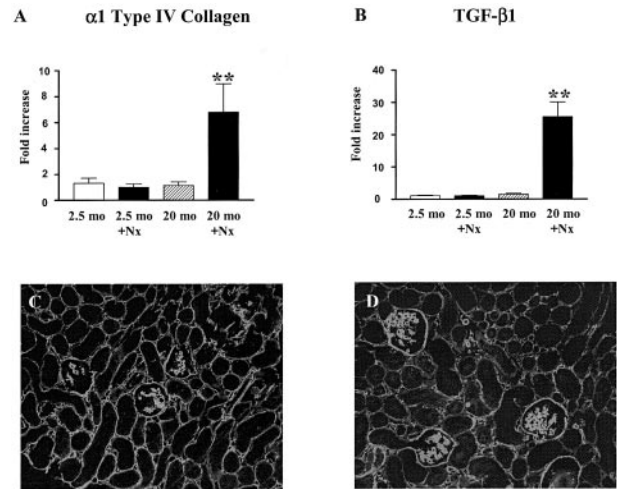 A α1 Type IV Collagen
Fold increase
10
8
6
4
2
0
**
2.5 mo 2.5 mo +Nx 20 mo 20 mo +Nx
B TGF-β1
Fold increase
40
30
20
10
0
**
2.5 mo 2.5 mo +Nx 20 mo 20 mo +Nx
C
D